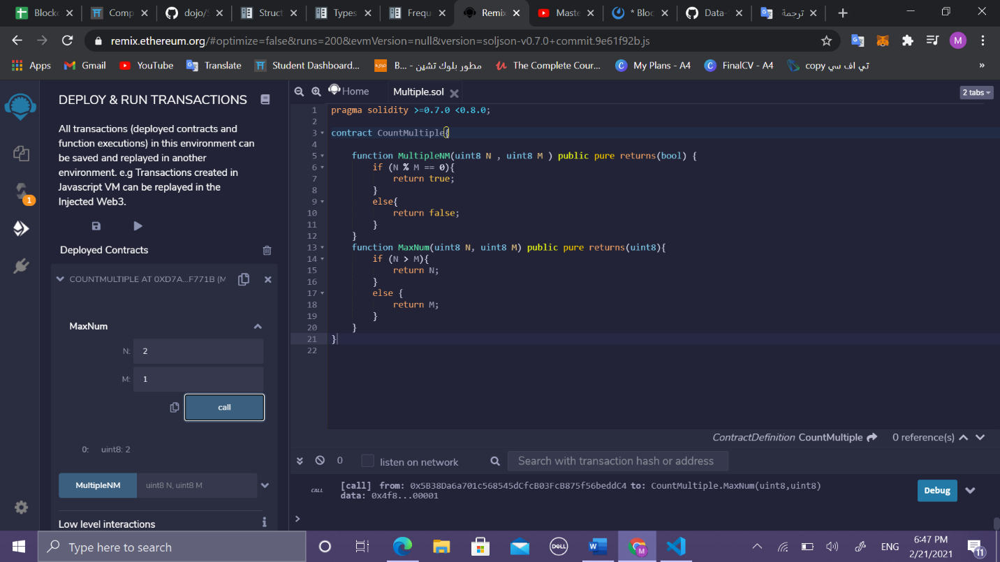 Blockc
Comp
dojo/S
Struct
Types
Frequ
Remix
Maste
* Bloc
Data-S
ترجمة
remix.ethereum.org/#optimize=false&runs=200&evmVersion=null&version=soljson-v0.7.0+commit.9e61f92b.js
M
Apps
Gmail
YouTube
Translate
Student Dashboard...
مطور بلوك تشين - ...B
The Complete Cour...
My Plans - A4
FinalCV - A4
copy تي اف سي
»
DEPLOY & RUN TRANSACTIONS
All transactions (deployed contracts and
function executions) in this environment can
be saved and replayed in another
environment. e.g Transactions created in
Javascript VM can be replayed in the
Injected Web3.
1
Deployed Contracts
COUNTMULTIPLE AT 0XD7A...F771B (M
MaxNum
N: 2
M: 1
call
0: uint8: 2
MultipleNM uint8 N, uint8 M
Low level interactions
i
Home
Multiple.sol
2 tabs
1 pragma solidity >=0.7.0 <0.8.0;
2
3 contract CountMultiple{
4
5 function MultipleNM(uint8 N , uint8 M ) public pure returns(bool) {
6 if (N % M == 0){
7 return true;
8 }
9 else{
10 return false;
11 }
12 }
13 function MaxNum(uint8 N, uint8 M) public pure returns(uint8){
14 if (N > M){
15 return N;
16 }
17 else {
18 return M;
19 }
20 }
21 }
22
ContractDefinition CountMultiple 0 reference(s)
0 listen on network Search with transaction hash or address
CALL [call] from: 0x5B38Da6a701c568545dCfcB03FcB875f56beddC4 to: CountMultiple.MaxNum(uint8,uint8)
data: 0x4f8...00001
Debug
>
Type here to search
DELL
W
M
ENG
6:47 PM
2/21/2021
11